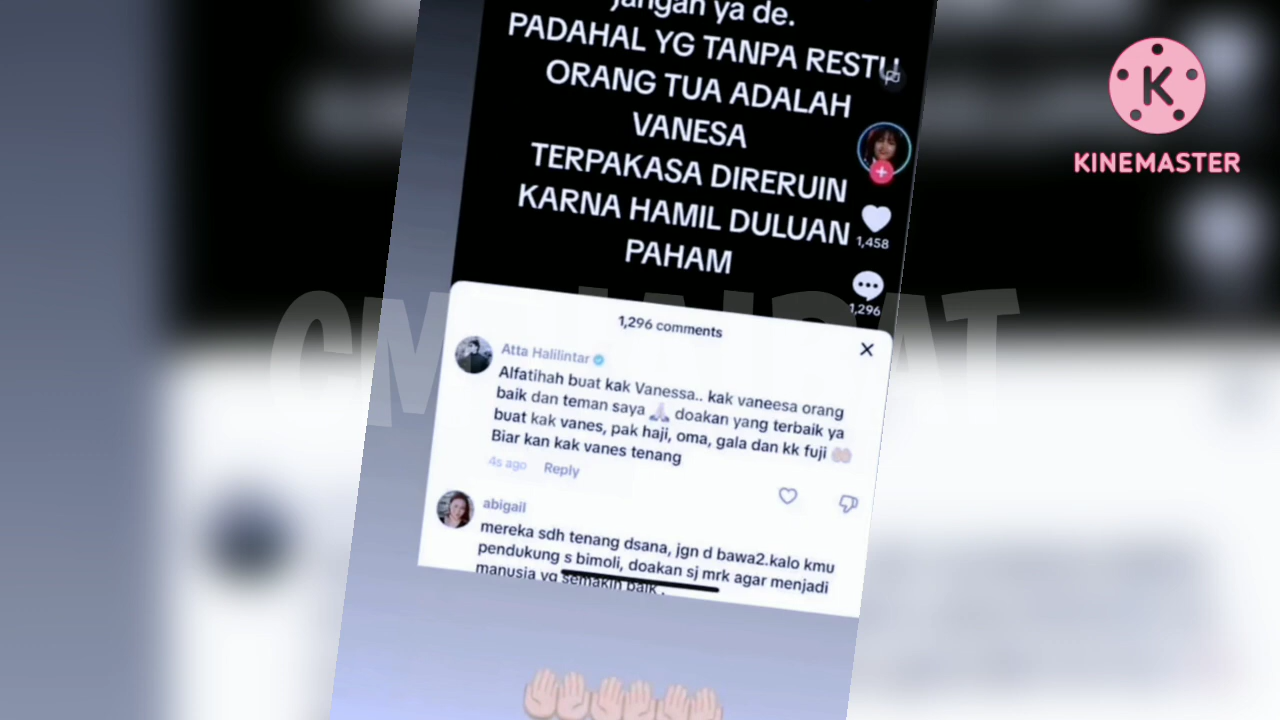 jangan ya de.
PADAHAL YG TANPA RESTU
ORANG TUA ADALAH
VANESA
TERPAKASA DIRERUIN
KARNA HAMIL DULUAN
PAHAM
1,458
1,296
KINEMASTER
1,296 comments
Atta Halilintar
Alfatihah buat kak Vanessa.. kak vaneesa orang
baik dan teman saya 🙏 doakan yang terbaik ya
buat kak vanes, pak haji, oma, gala dan kk fuji 🤲
Biar kan kak vanes tenang
4s ago Reply
abigail
mereka sdh tenang dsana, jgn d bawa2.kalo kmu
pendukung s bimoli, doakan sj mrk agar menjadi
manusia yg semakin baik .